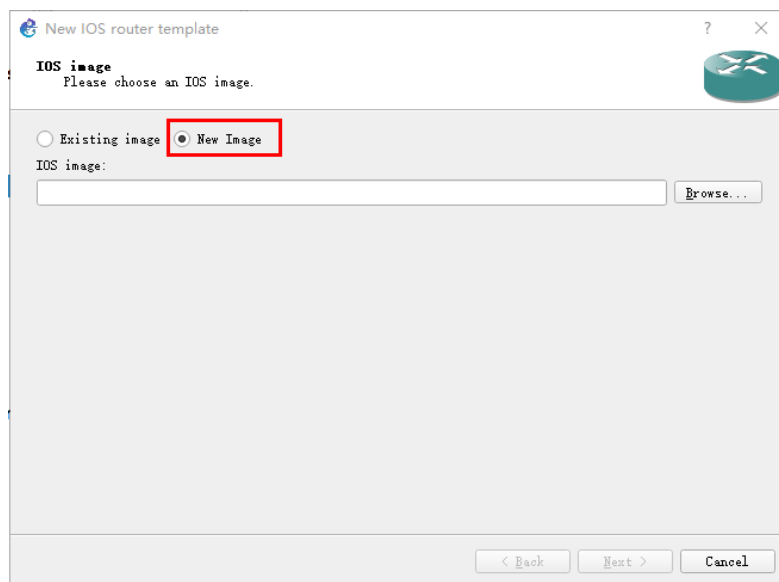 New IOS router template
IOS image
Please choose an IOS image.
Existing image New Image
IOS image:
Browse...
< Back Next > Cancel